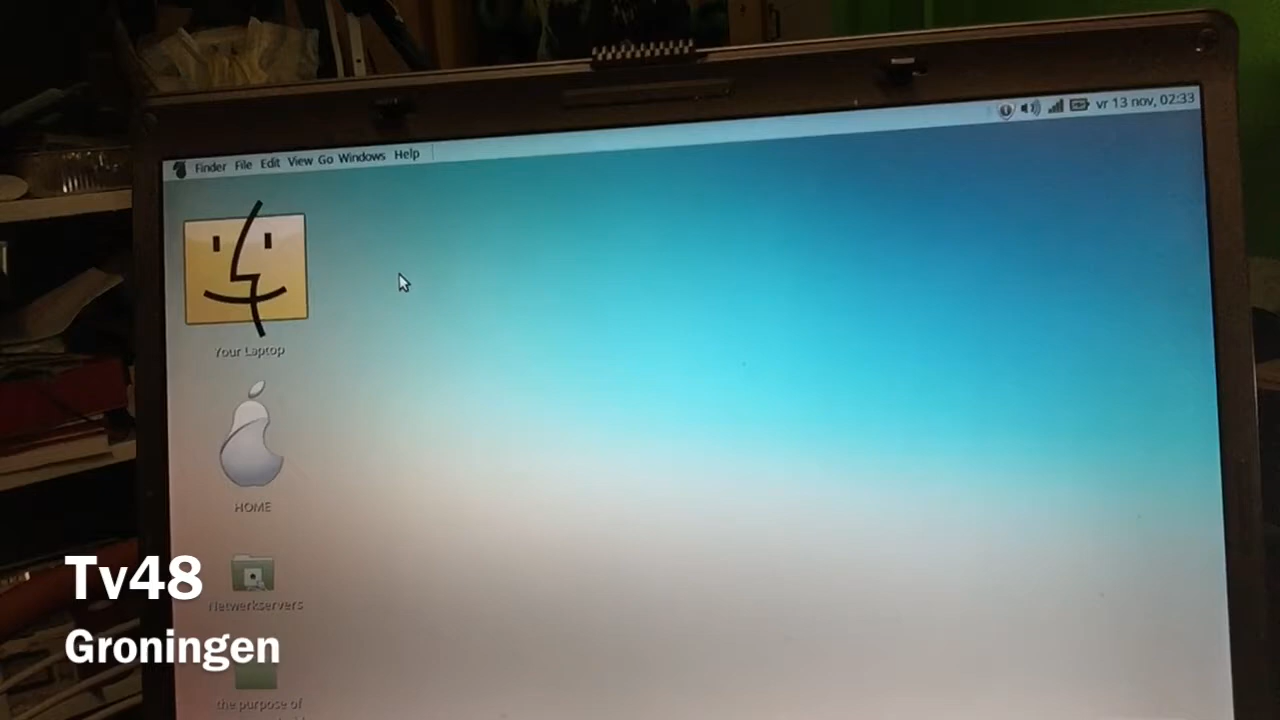 Finder File Edit View Go Windows Help
vr 13 nov, 02:33
Your Laptop
HOME
Netwerkservers
the purpose of
Tv48
Groningen